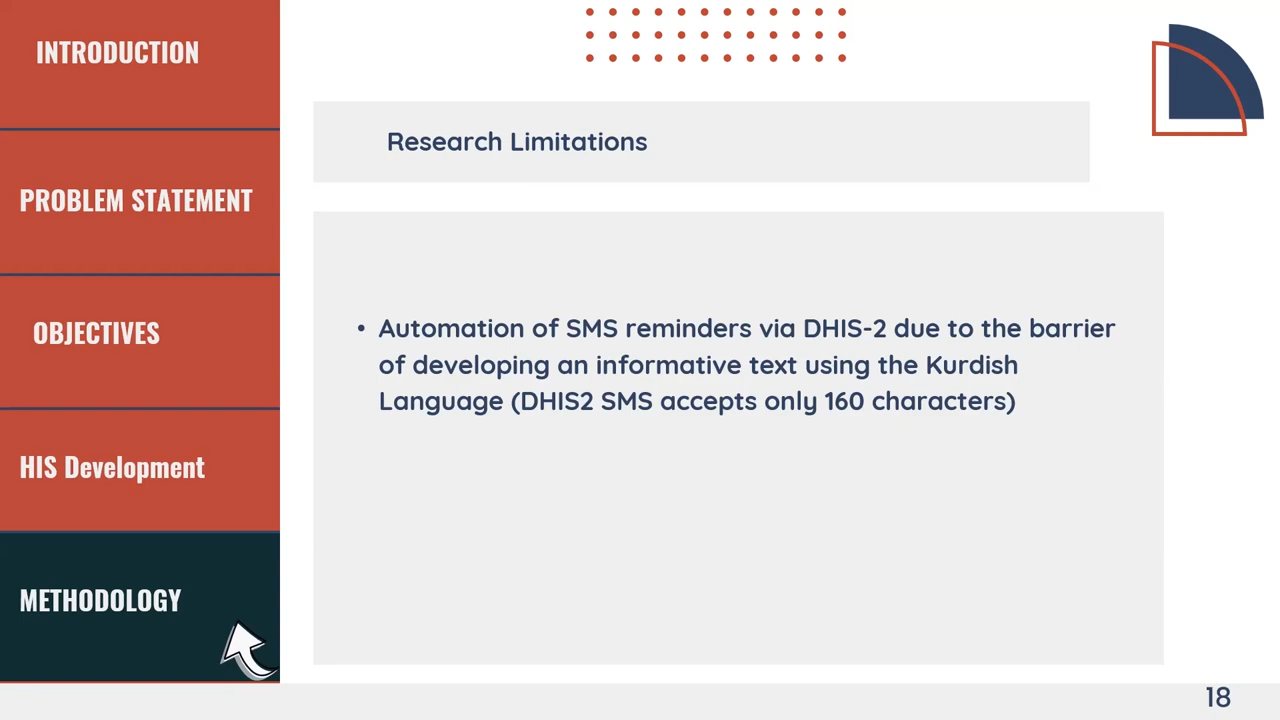 INTRODUCTION
PROBLEM STATEMENT
OBJECTIVES
HIS Development
METHODOLOGY
Research Limitations
• Automation of SMS reminders via DHIS-2 due to the barrier
of developing an informative text using the Kurdish
Language (DHIS2 SMS accepts only 160 characters)
18